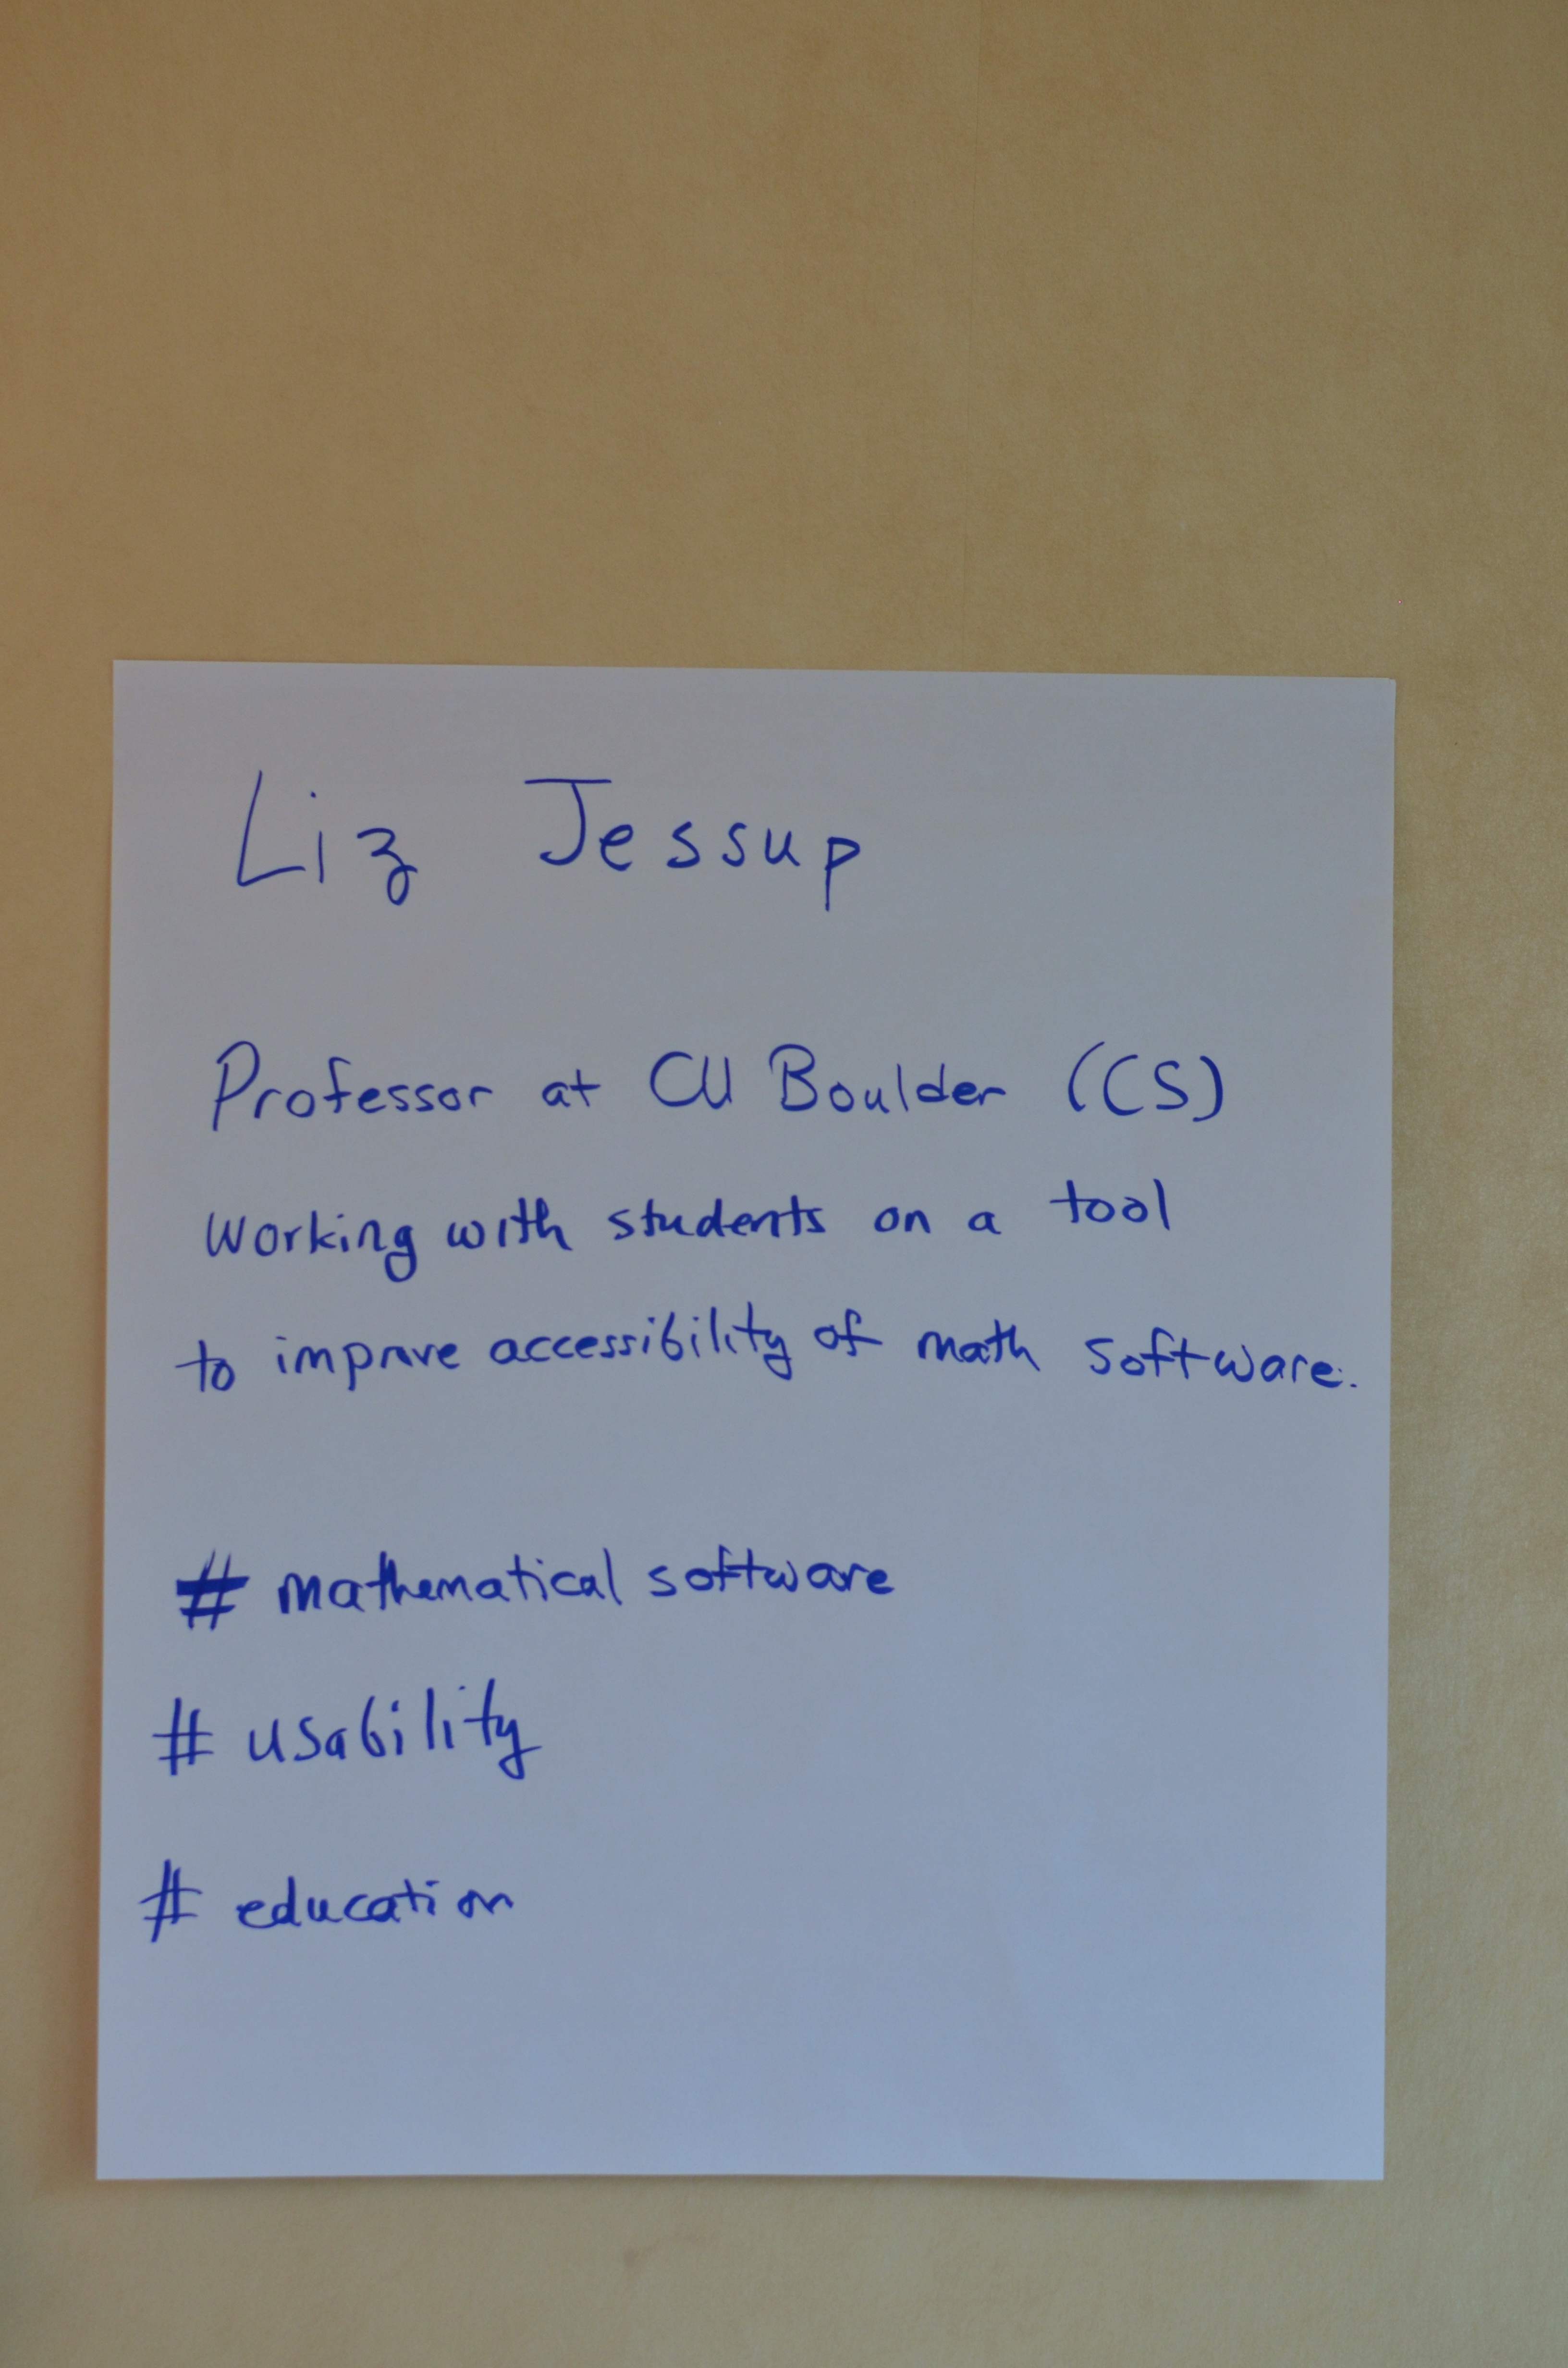 Liz Jessup
Professor at CU Boulder (CS)
Working with students on a tool
to improve accessibility of math software.
# mathematical software
# usability
# education